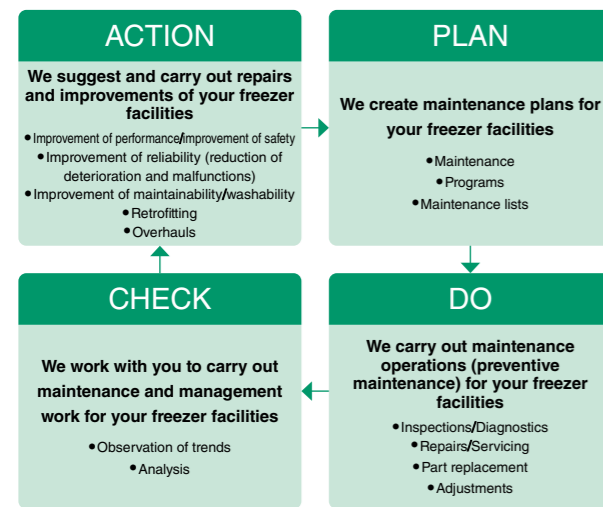 ACTION
We suggest and carry out repairs
and improvements of your freezer
facilities
●Improvement of performance/improvement of safety
●Improvement of reliability (reduction of
deterioration and malfunctions)
●Improvement of maintainability/washability
●Retrofitting
●Overhauls
PLAN
We create maintenance plans for
your freezer facilities
●Maintenance
●Programs
●Maintenance lists
CHECK
We work with you to carry out
maintenance and management
work for your freezer facilities
●Observation of trends
●Analysis
DO
We carry out maintenance
operations (preventive
maintenance) for your freezer
facilities
●Inspections/Diagnostics
●Repairs/Servicing
●Part replacement
●Adjustments